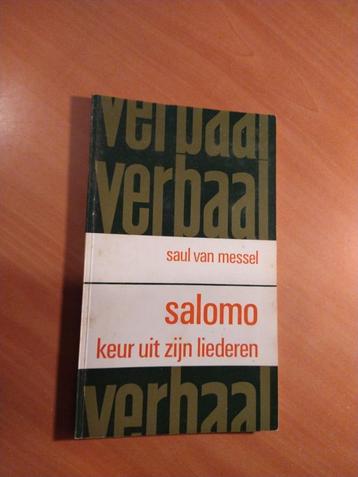 verbaal
verbaal
saul van messel
salomo
keur uit zijn liederen
verbaal